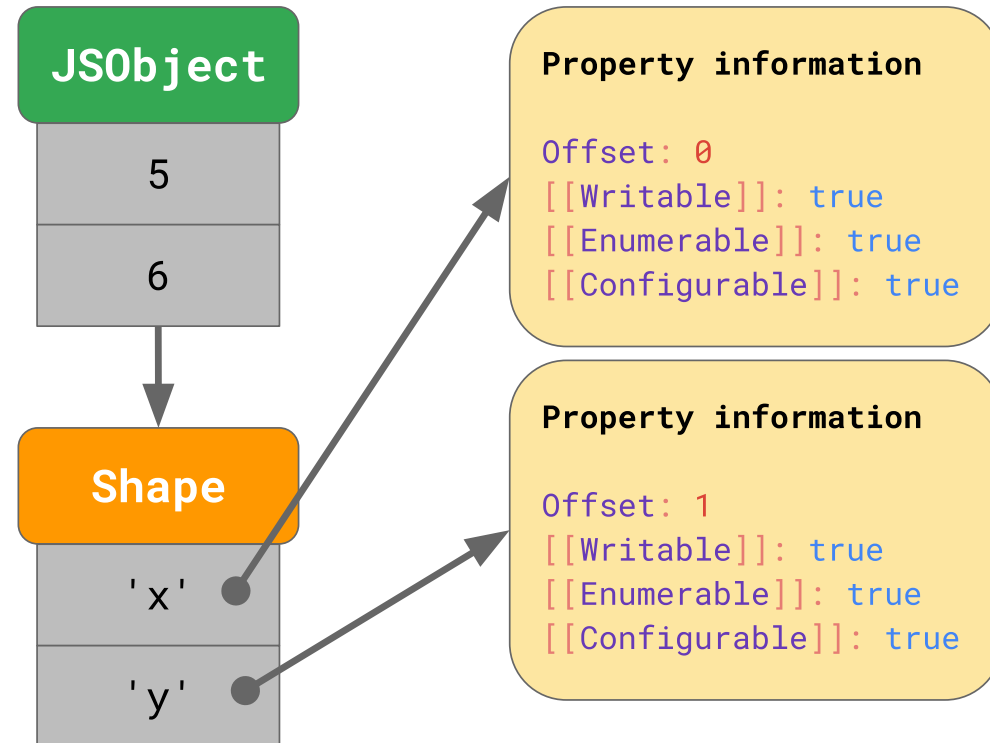 JSObject
5
6
Shape
'x'
'y'
Property information
Offset: 0
[[Writable]]: true
[[Enumerable]]: true
[[Configurable]]: true
Property information
Offset: 1
[[Writable]]: true
[[Enumerable]]: true
[[Configurable]]: true